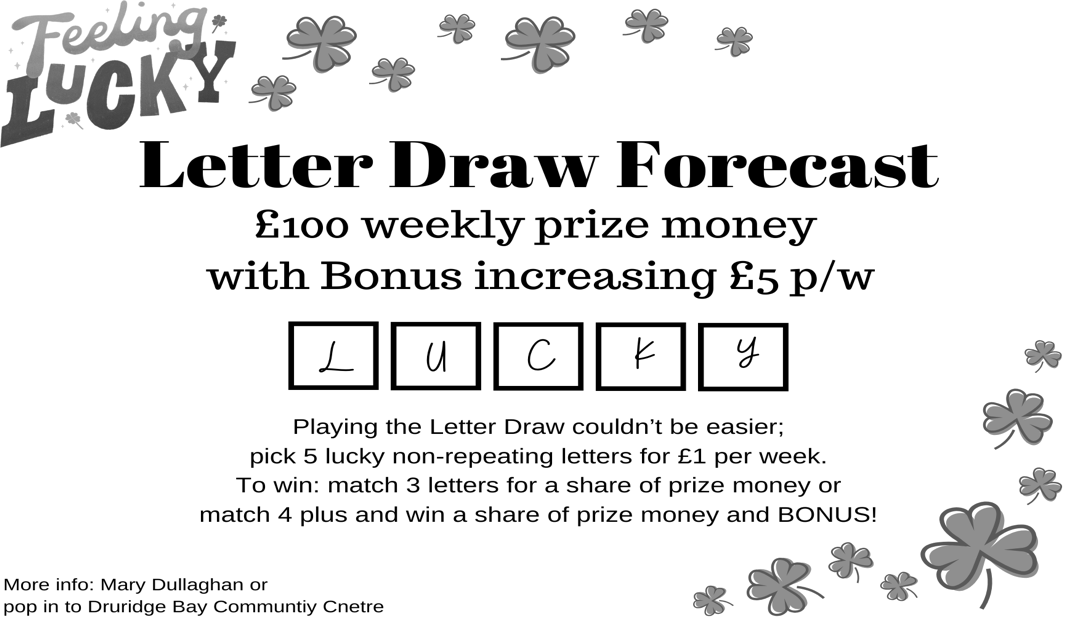 Feeling
LUCKY
Letter Draw Forecast
£100 weekly prize money
with Bonus increasing £5 p/w
L U C K Y
Playing the Letter Draw couldn’t be easier;
pick 5 lucky non-repeating letters for £1 per week.
To win: match 3 letters for a share of prize money or
match 4 plus and win a share of prize money and BONUS!
More info: Mary Dullaghan or
pop in to Druridge Bay Communtiy Cnetre